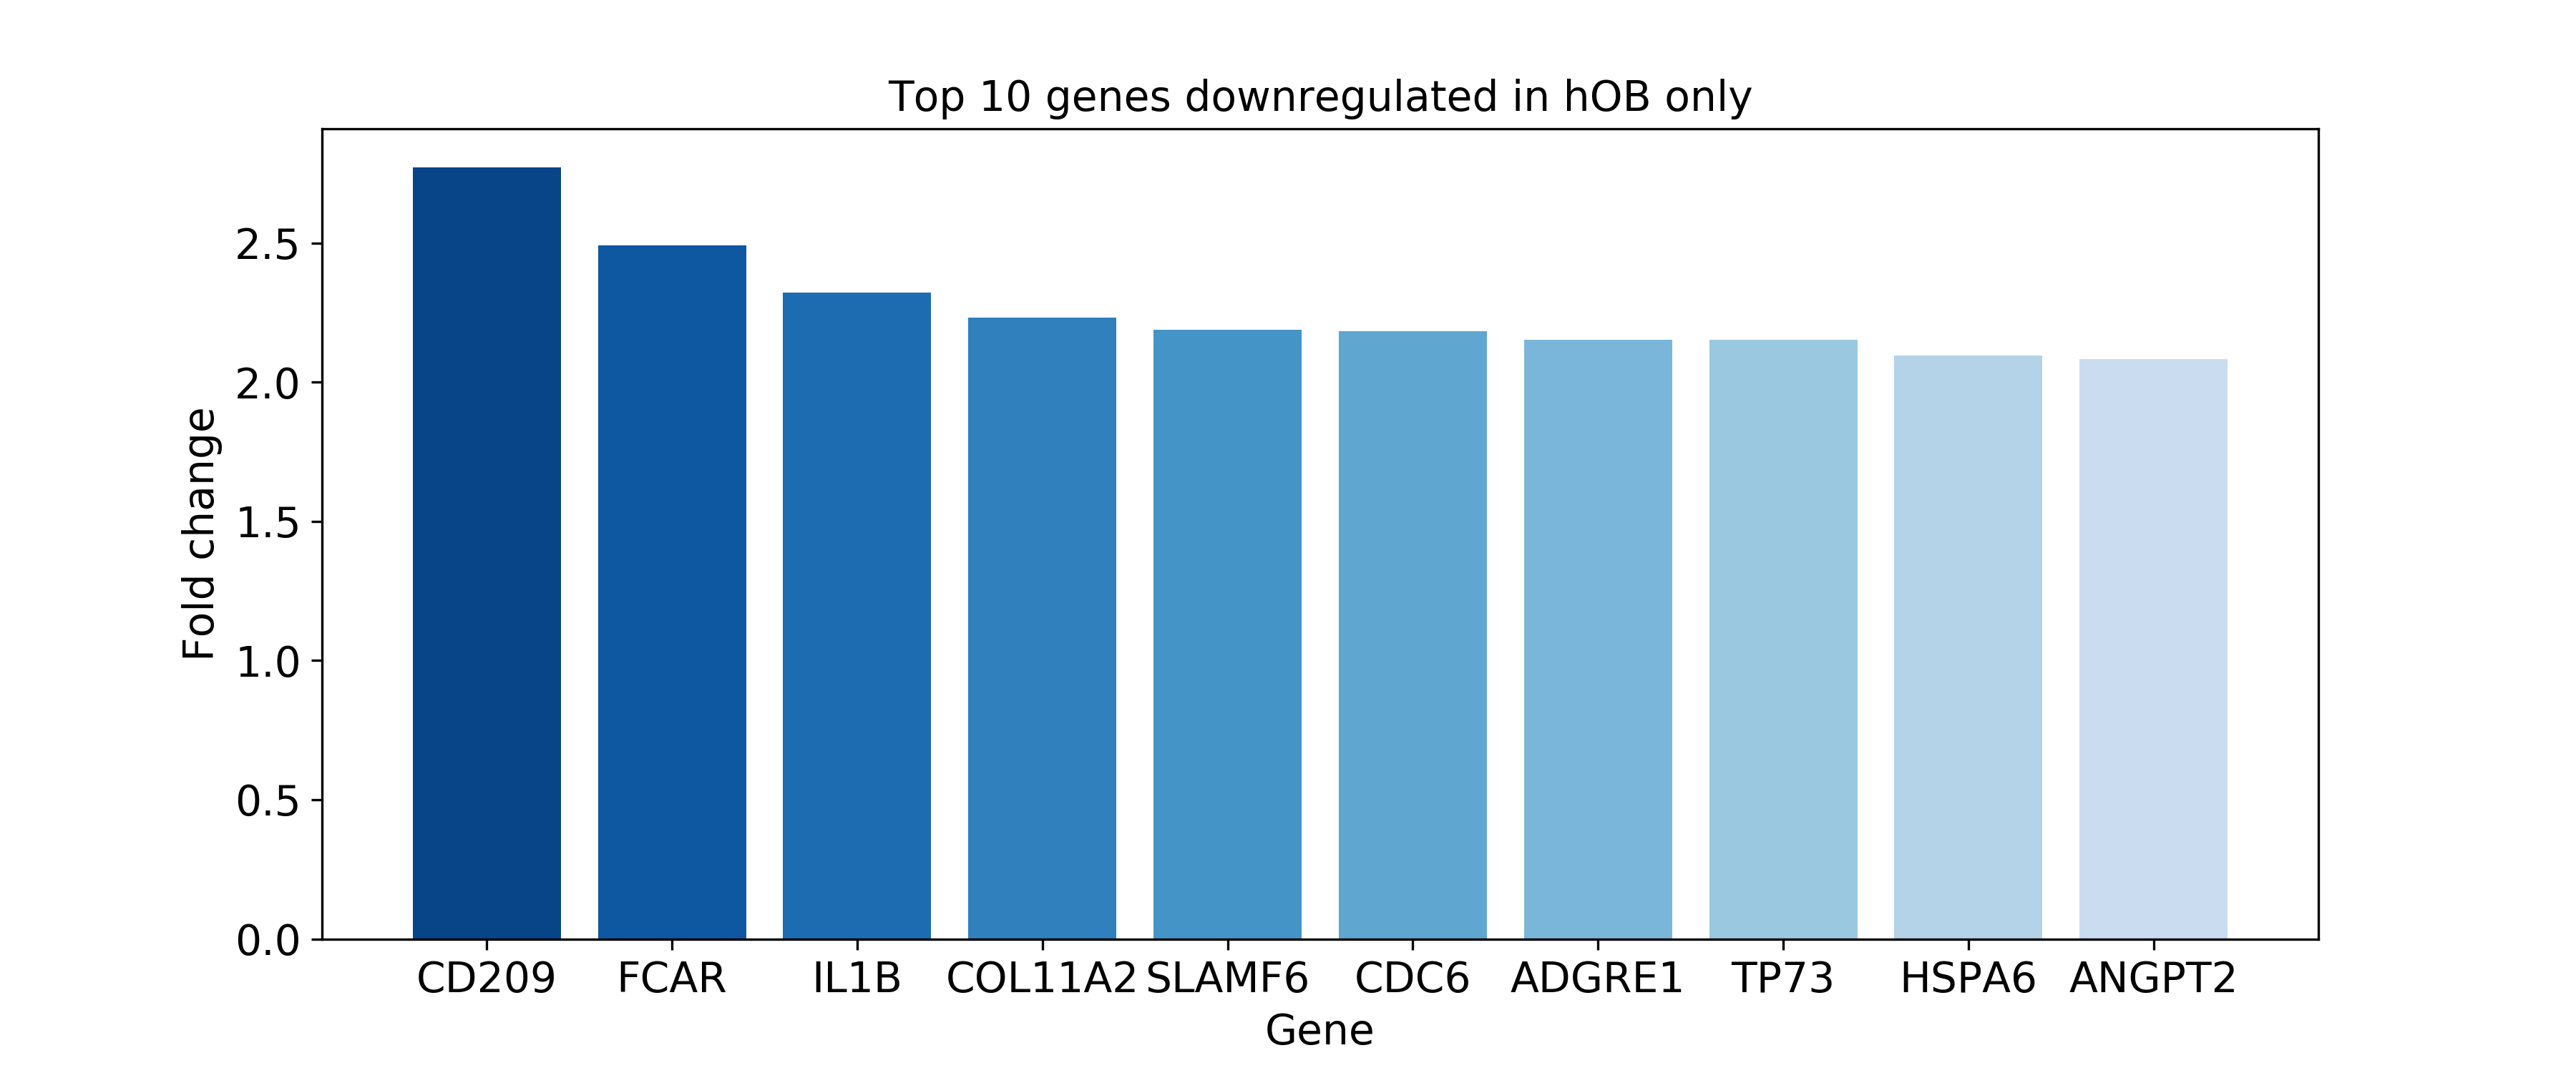 Top 10 genes downregulated in hOB only
Fold change
2.5
2.0
1.5
1.0
0.5
0.0
CD209 FCAR IL1B COL11A2 SLAMF6 CDC6 ADGRE1 TP73 HSPA6 ANGPT2
Gene